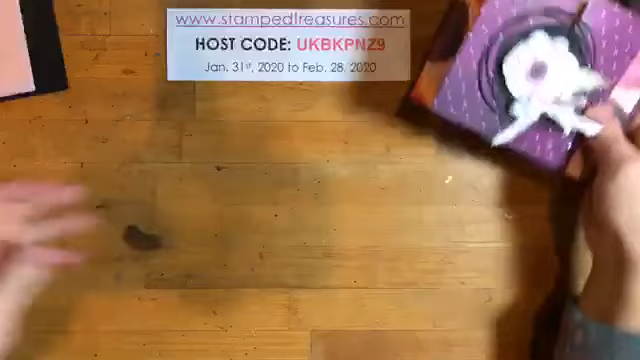 www.stampedtreasures.com
HOST CODE: UKBKPNZ9
Jan. 31st, 2020 to Feb. 28, 2020